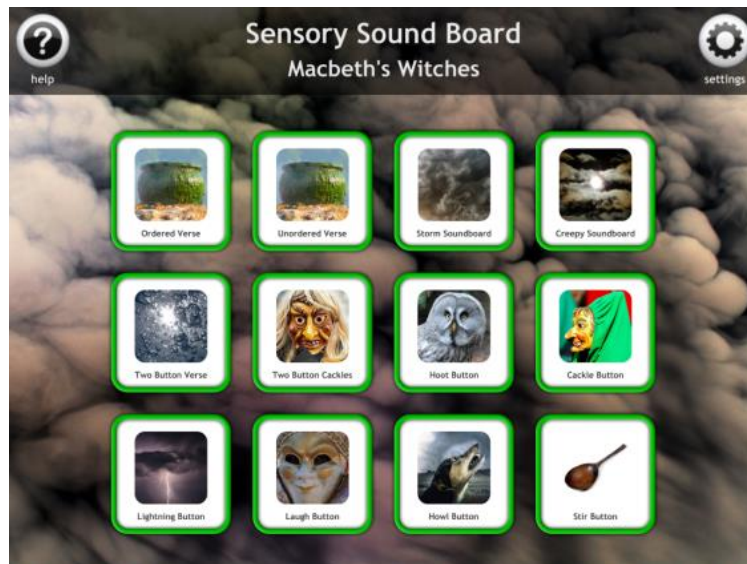 Sensory Sound Board
Macbeth's Witches
help
settings
Ordered Verse
Unordered Verse
Storm Soundboard
Creepy Soundboard
Two Button Verse
Two Button Cackles
Hoot Button
Cackle Button
Lightning Button
Laugh Button
Howl Button
Stir Button